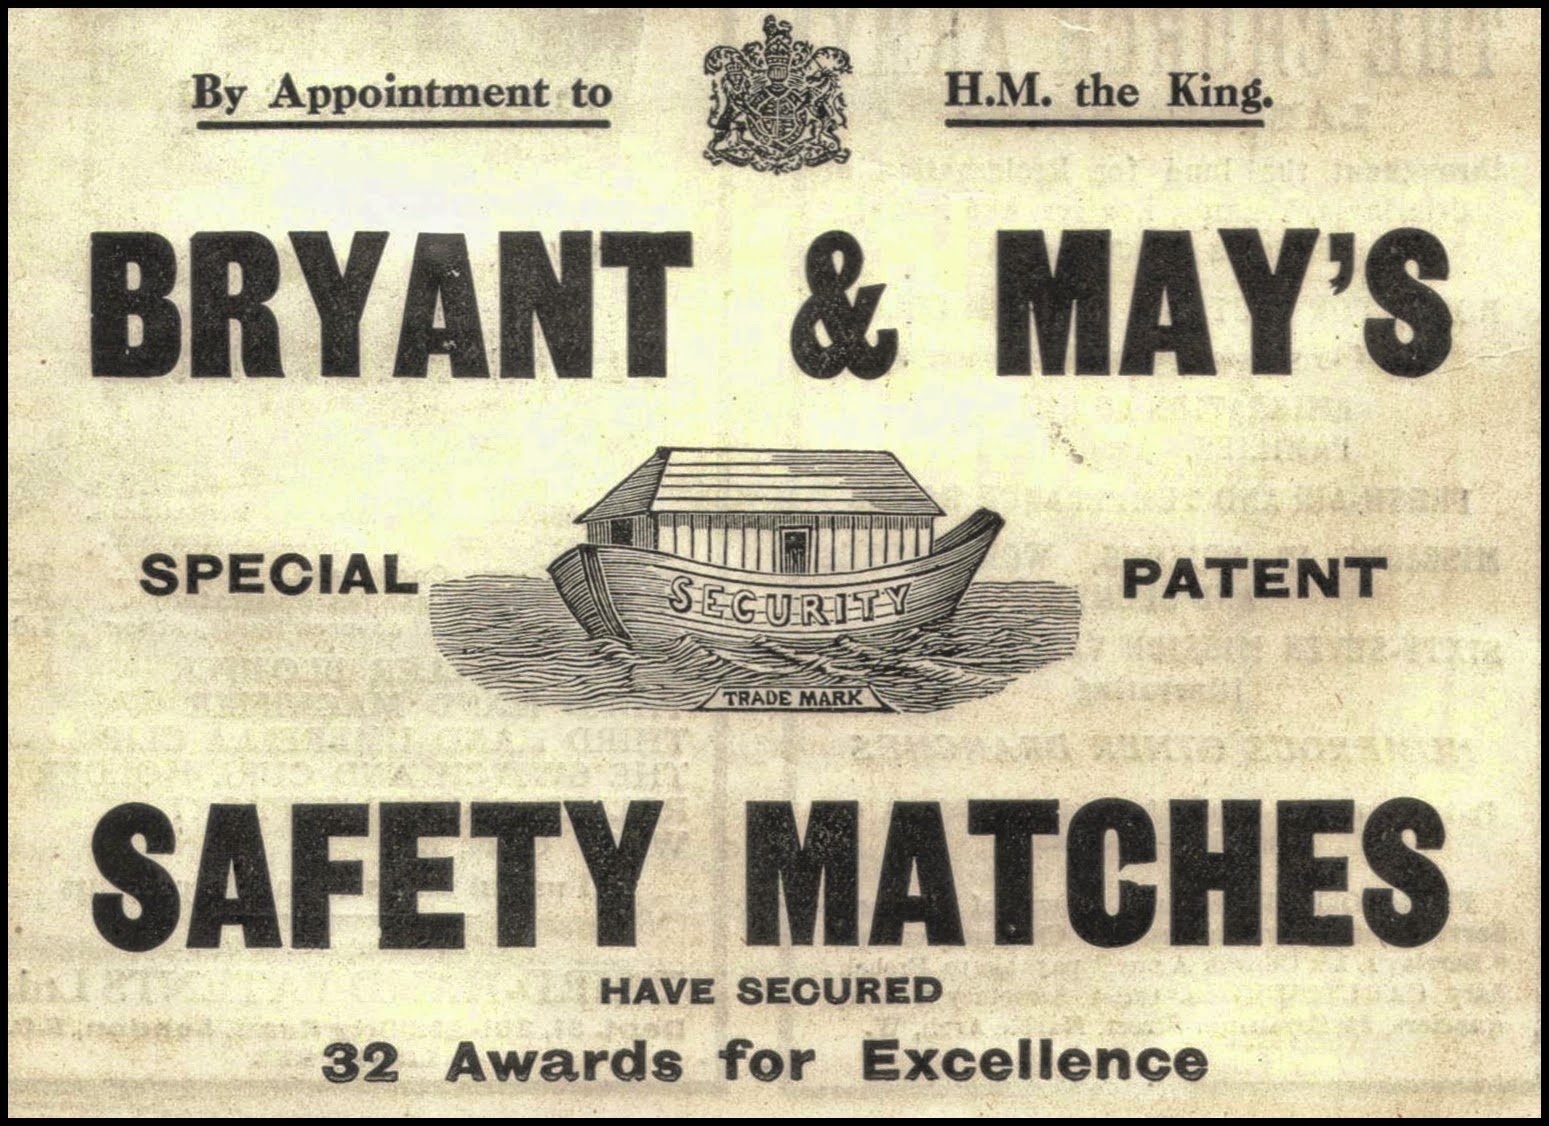 By Appointment to H.M. the King.
BRYANT & MAY'S
SPECIAL PATENT
SECURITY
TRADE MARK
SAFETY MATCHES
HAVE SECURED
32 Awards for Excellence